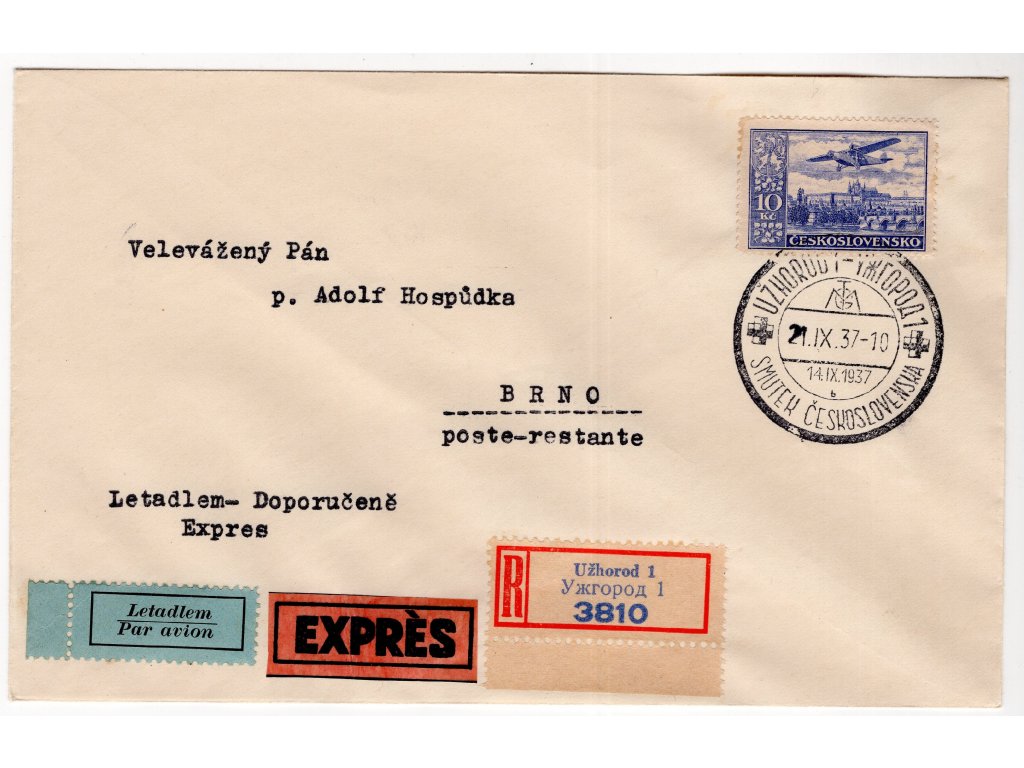 10
Kč
ČESKOSLOVENSKO
Velevážený Pán
p. Adolf Hospůdka
B R N O
poste-restante
Letadlem- Doporučeně
Expres
UŽHOROD 1 - УЖГОРОД 1
TGM
21.IX.37-10
14.IX.1937
b
SMUTEK ČESKOSLOVENSKA
Letadlem
Par avion
EXPRÈS
R
Užhorod 1
Ужгород 1
3810